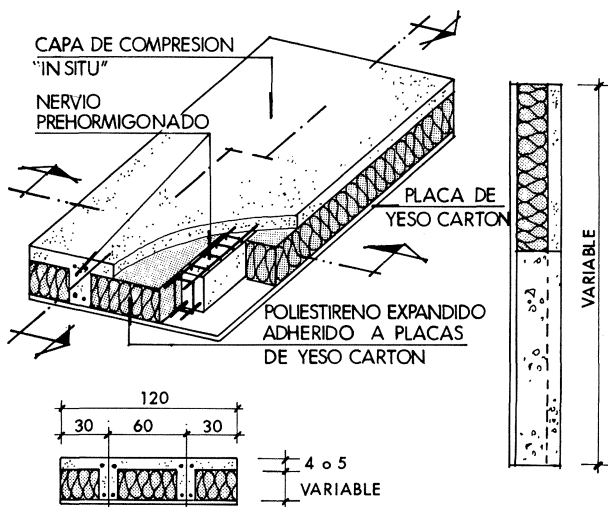 CAPA DE COMPRESION
"IN SITU"
NERVIO
PREHORMIGONADO
PLACA DE
YESO CARTON
POLIESTIRENO EXPANDIDO
ADHERIDO A PLACAS
DE YESO CARTON
VARIABLE
120
30 60 30
4 o 5
VARIABLE